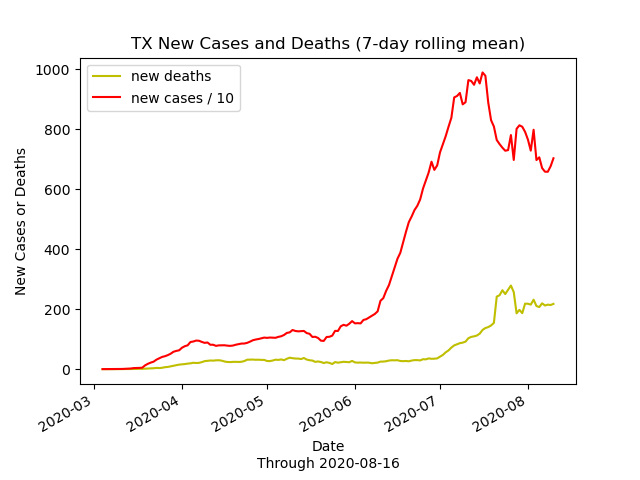 TX New Cases and Deaths (7-day rolling mean)
new deaths
new cases / 10
New Cases or Deaths
1000
800
600
400
200
0
2020-03
2020-04
2020-05
2020-06
2020-07
2020-08
Date
Through 2020-08-16